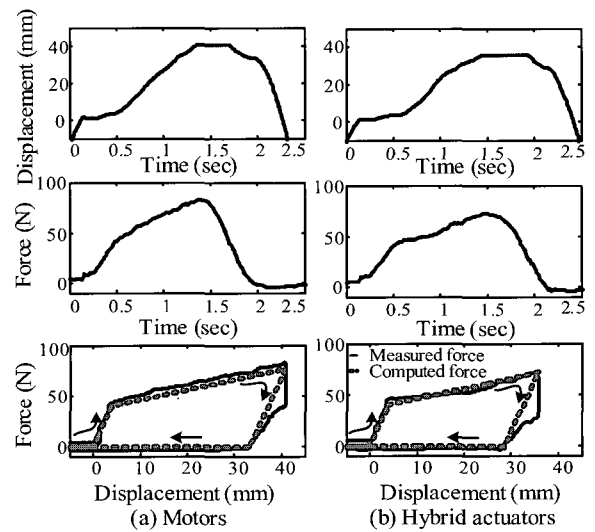 Displacement (mm)
40
20
0
0 0.5 1 1.5 2 2.5
Time (sec)
40
20
0
0 0.5 1 1.5 2 2.5
Time (sec)
Force (N)
100
50
0
0 0.5 1 1.5 2 2.5
Time (sec)
Force (N)
100
50
0
0 0.5 1 1.5 2 2.5
Time (sec)
Force (N)
100
50
0
0 10 20 30 40
Displacement (mm)
(a) Motors
Force (N)
100
50
0
Measured force
Computed force
0 10 20 30 40
Displacement (mm)
(b) Hybrid actuators